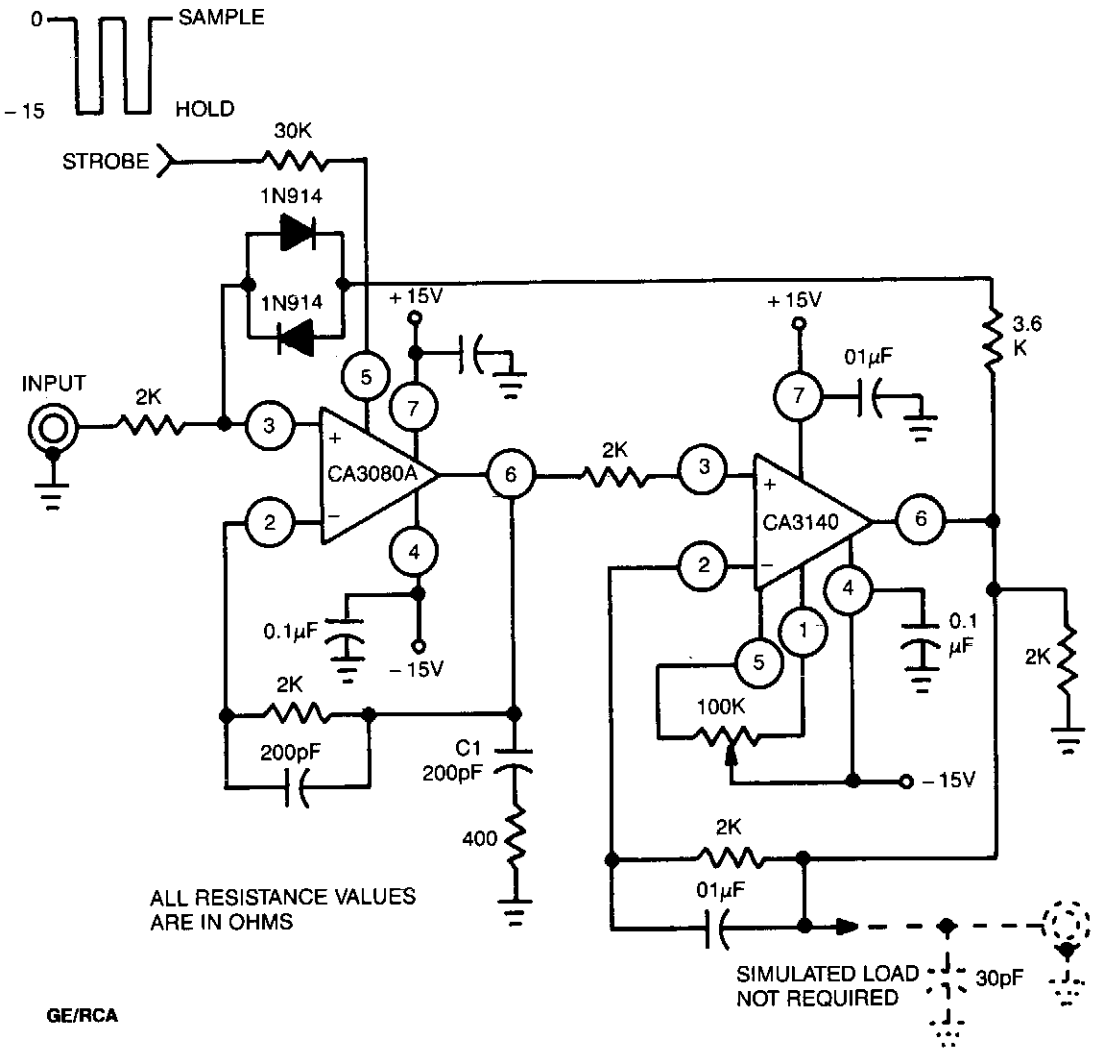 0
SAMPLE
– 15
HOLD
STROBE
30K
1N914
1N914
+ 15V
+ 15V
3.6
K
INPUT
2K
5
7
7
01µF
3
+
CA3080A
–
2
6
2K
3
+
CA3140
–
2
6
4
4
0.1µF
– 15V
5
1
0.1
µF
2K
2K
200pF
C1
200pF
100K
– 15V
400
2K
01µF
ALL RESISTANCE VALUES
ARE IN OHMS
SIMULATED LOAD
NOT REQUIRED
30pF
GE/RCA